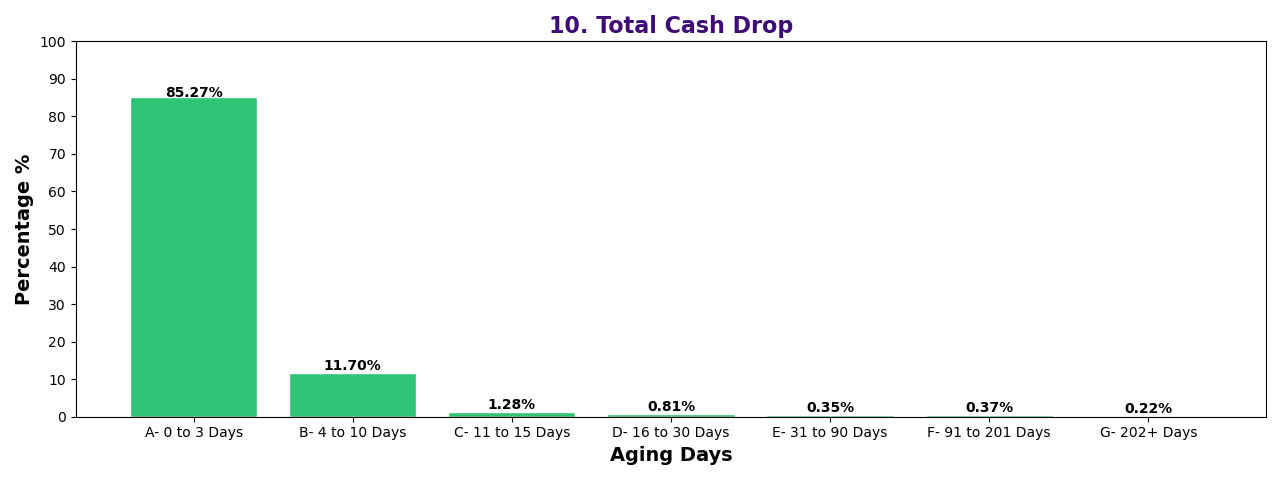 10. Total Cash Drop
Percentage %
100
90
80
70
60
50
40
30
20
10
0
85.27%
11.70%
1.28%
0.81%
0.35%
0.37%
0.22%
A- 0 to 3 Days
B- 4 to 10 Days
C- 11 to 15 Days
D- 16 to 30 Days
E- 31 to 90 Days
F- 91 to 201 Days
G- 202+ Days
Aging Days